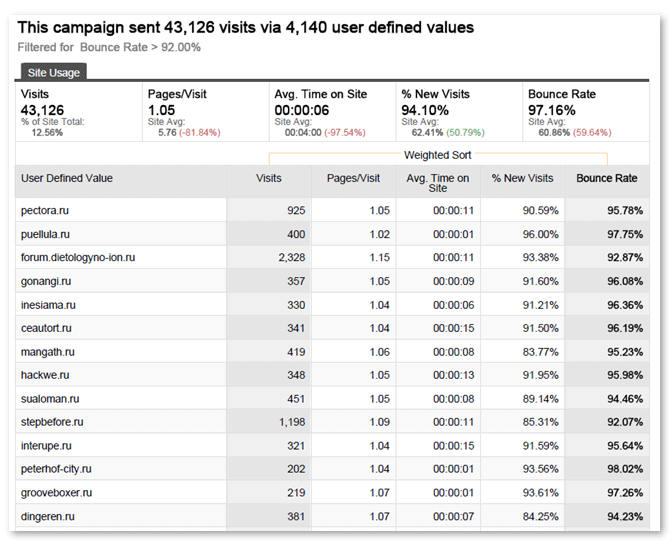 This campaign sent 43,126 visits via 4,140 user defined values
Filtered for Bounce Rate > 92.00%
Site Usage
Visits Pages/Visit Avg. Time on Site % New Visits Bounce Rate
43,126 1.05 00:00:06 94.10% 97.16%
% of Site Total: Site Avg: Site Avg: Site Avg: Site Avg:
12.56% 5.76 (-81.84%) 00:04:00 (-97.54%) 62.41% (50.79%) 60.86% (59.64%)
Weighted Sort
User Defined Value Visits Pages/Visit Avg. Time on Site % New Visits Bounce Rate
pectora.ru 925 1.05 00:00:11 90.59% 95.78%
puellula.ru 400 1.02 00:00:01 96.00% 97.75%
forum.dietologyno-ion.ru 2,328 1.15 00:00:11 93.38% 92.87%
gonangi.ru 357 1.05 00:00:09 91.60% 96.08%
inesiama.ru 330 1.04 00:00:06 91.21% 96.36%
ceautort.ru 341 1.04 00:00:15 91.50% 96.19%
mangath.ru 419 1.06 00:00:08 83.77% 95.23%
hackwe.ru 348 1.05 00:00:13 91.95% 95.98%
sualoman.ru 451 1.05 00:00:08 89.14% 94.46%
stepbefore.ru 1,198 1.09 00:00:11 85.31% 92.07%
interupe.ru 321 1.04 00:00:15 91.59% 95.64%
peterhof-city.ru 202 1.04 00:00:01 93.56% 98.02%
grooveboxer.ru 219 1.07 00:00:01 93.61% 97.26%
dingeren.ru 381 1.07 00:00:07 84.25% 94.23%